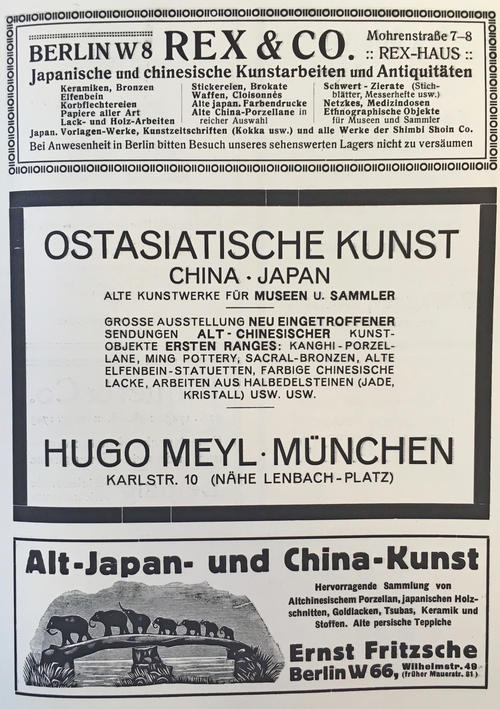 BERLIN W 8 REX & CO. Mohrenstraße 7–8
:: REX-HAUS ::
Japanische und chinesische Kunstarbeiten und Antiquitäten
Keramiken, Bronzen
Elfenbein
Korbflechtereien
Papiere aller Art
Lack- und Holz-Arbeiten
Stickereien, Brokate
Waffen, Cloisonnés
Alte japan. Farbendrucke
Alte China-Porzellane in
reicher Auswahl
Schwert - Zierate (Stich-
blätter, Messerhefte usw.)
Netzkes, Medizindosen
Ethnographische Objekte
für Museen und Sammler
Japan. Vorlagen-Werke, Kunstzeitschriften (Kokka usw.) und alle Werke der Shimbi Shoin Co.
Bei Anwesenheit in Berlin bitten Besuch unseres sehenswerten Lagers nicht zu versäumen
OSTASIATISCHE KUNST
CHINA · JAPAN
ALTE KUNSTWERKE FÜR MUSEEN U. SAMMLER
GROSSE AUSSTELLUNG NEU EINGETROFFENER
SENDUNGEN ALT - CHINESISCHER KUNST-
OBJEKTE ERSTEN RANGES: KANGHI - PORZEL-
LANE, MING POTTERY, SACRAL-BRONZEN, ALTE
ELFENBEIN-STATUETTEN, FARBIGE CHINESISCHE
LACKE, ARBEITEN AUS HALBEDELSTEINEN (JADE,
KRISTALL) USW. USW.
HUGO MEYL · MÜNCHEN
KARLSTR. 10 (NÄHE LENBACH - PLATZ)
Alt-Japan- und China-Kunst
Hervorragende Sammlung von
Altchinesischem Porzellan, japanischen Holz-
schnitten, Goldlacken, Tsubas, Keramik und
Stoffen. Alte persische Teppiche
Ernst Fritzsche
Berlin W 66, Wilhelmstr. 49
(früher Mauerstr. 81)